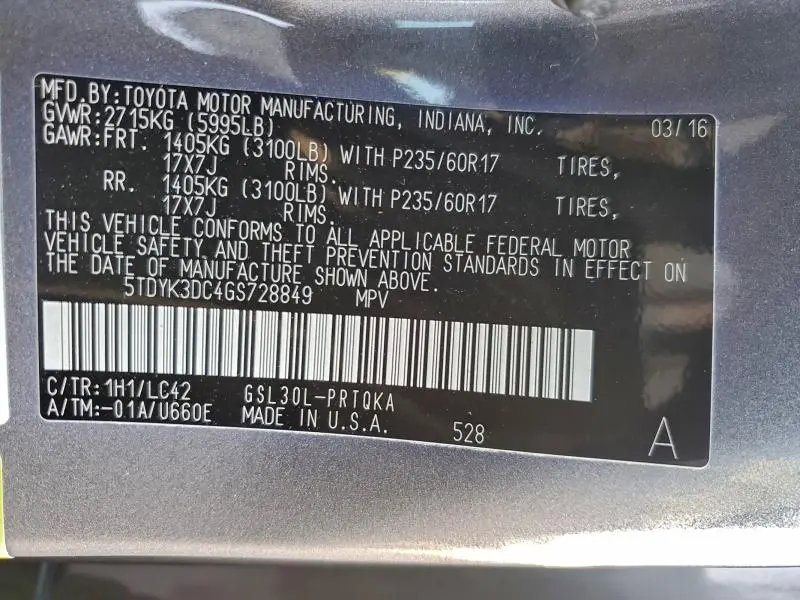 MFD. BY: TOYOTA MOTOR MANUFACTURING, INDIANA, INC. 03/16
GVWR: 2715KG (5995LB)
GAWR: FRT. 1405KG (3100LB) WITH P235/60R17 TIRES,
17X7J RIMS.
RR. 1405KG (3100LB) WITH P235/60R17 TIRES,
17X7J RIMS.
THIS VEHICLE CONFORMS TO ALL APPLICABLE FEDERAL MOTOR
VEHICLE SAFETY AND THEFT PREVENTION STANDARDS IN EFFECT ON
THE DATE OF MANUFACTURE SHOWN ABOVE.
5TDYK3DC4GS728849 MPV
C/TR: 1H1/LC42 GSL30L-PRTQKA
A/TM: -01A/U660E MADE IN U.S.A. 528 A